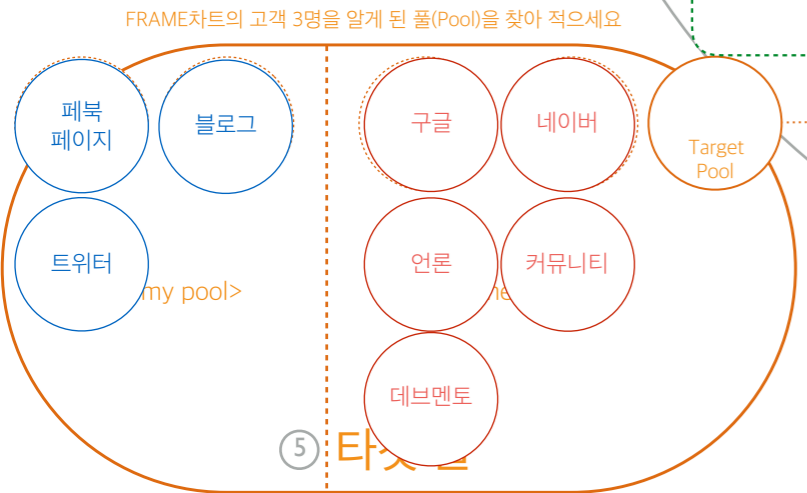 FRAME차트의 고객 3명을 알게 된 풀(Pool)을 찾아 적으세요
페북
페이지
블로그
구글
네이버
Target
Pool
트위터
언론
커뮤니티
my pool>
데브멘토
5